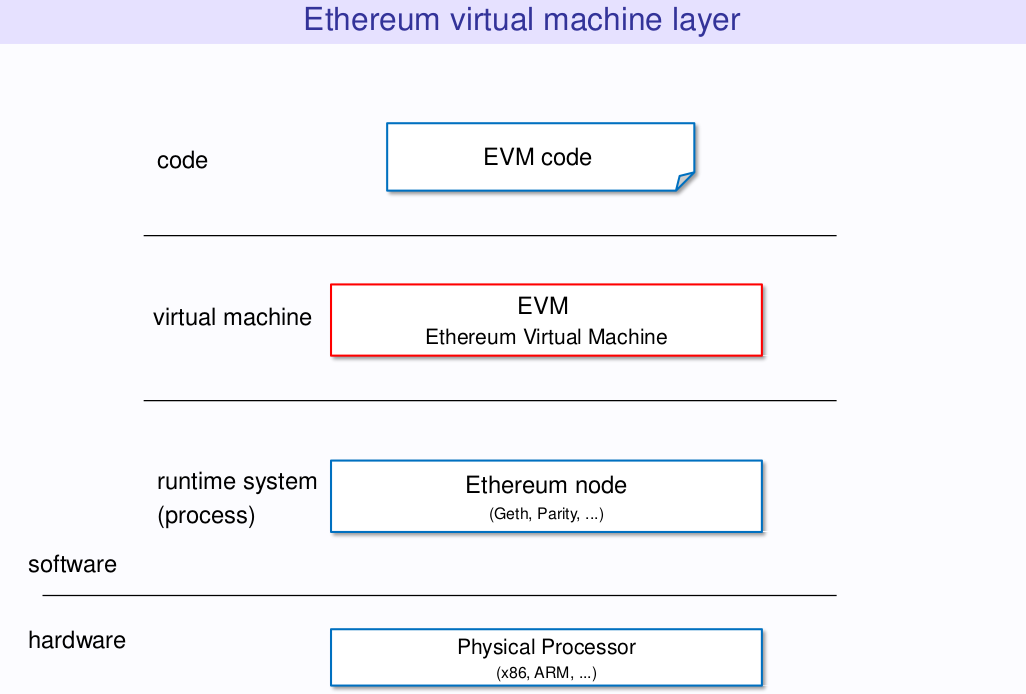 Ethereum virtual machine layer
code
EVM code
virtual machine
EVM
Ethereum Virtual Machine
runtime system
(process)
Ethereum node
(Geth, Parity, ...)
software
hardware
Physical Processor
(x86, ARM, ...)